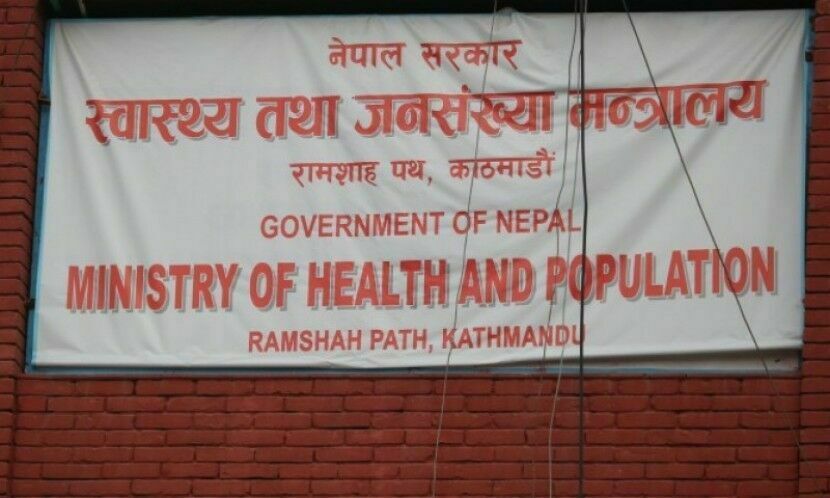 नेपाल सरकार
स्वास्थ्य तथा जनसंख्या मन्त्रालय
रामशाह पथ, काठमाडौं
GOVERNMENT OF NEPAL
MINISTRY OF HEALTH AND POPULATION
RAMSHAH PATH, KATHMANDU